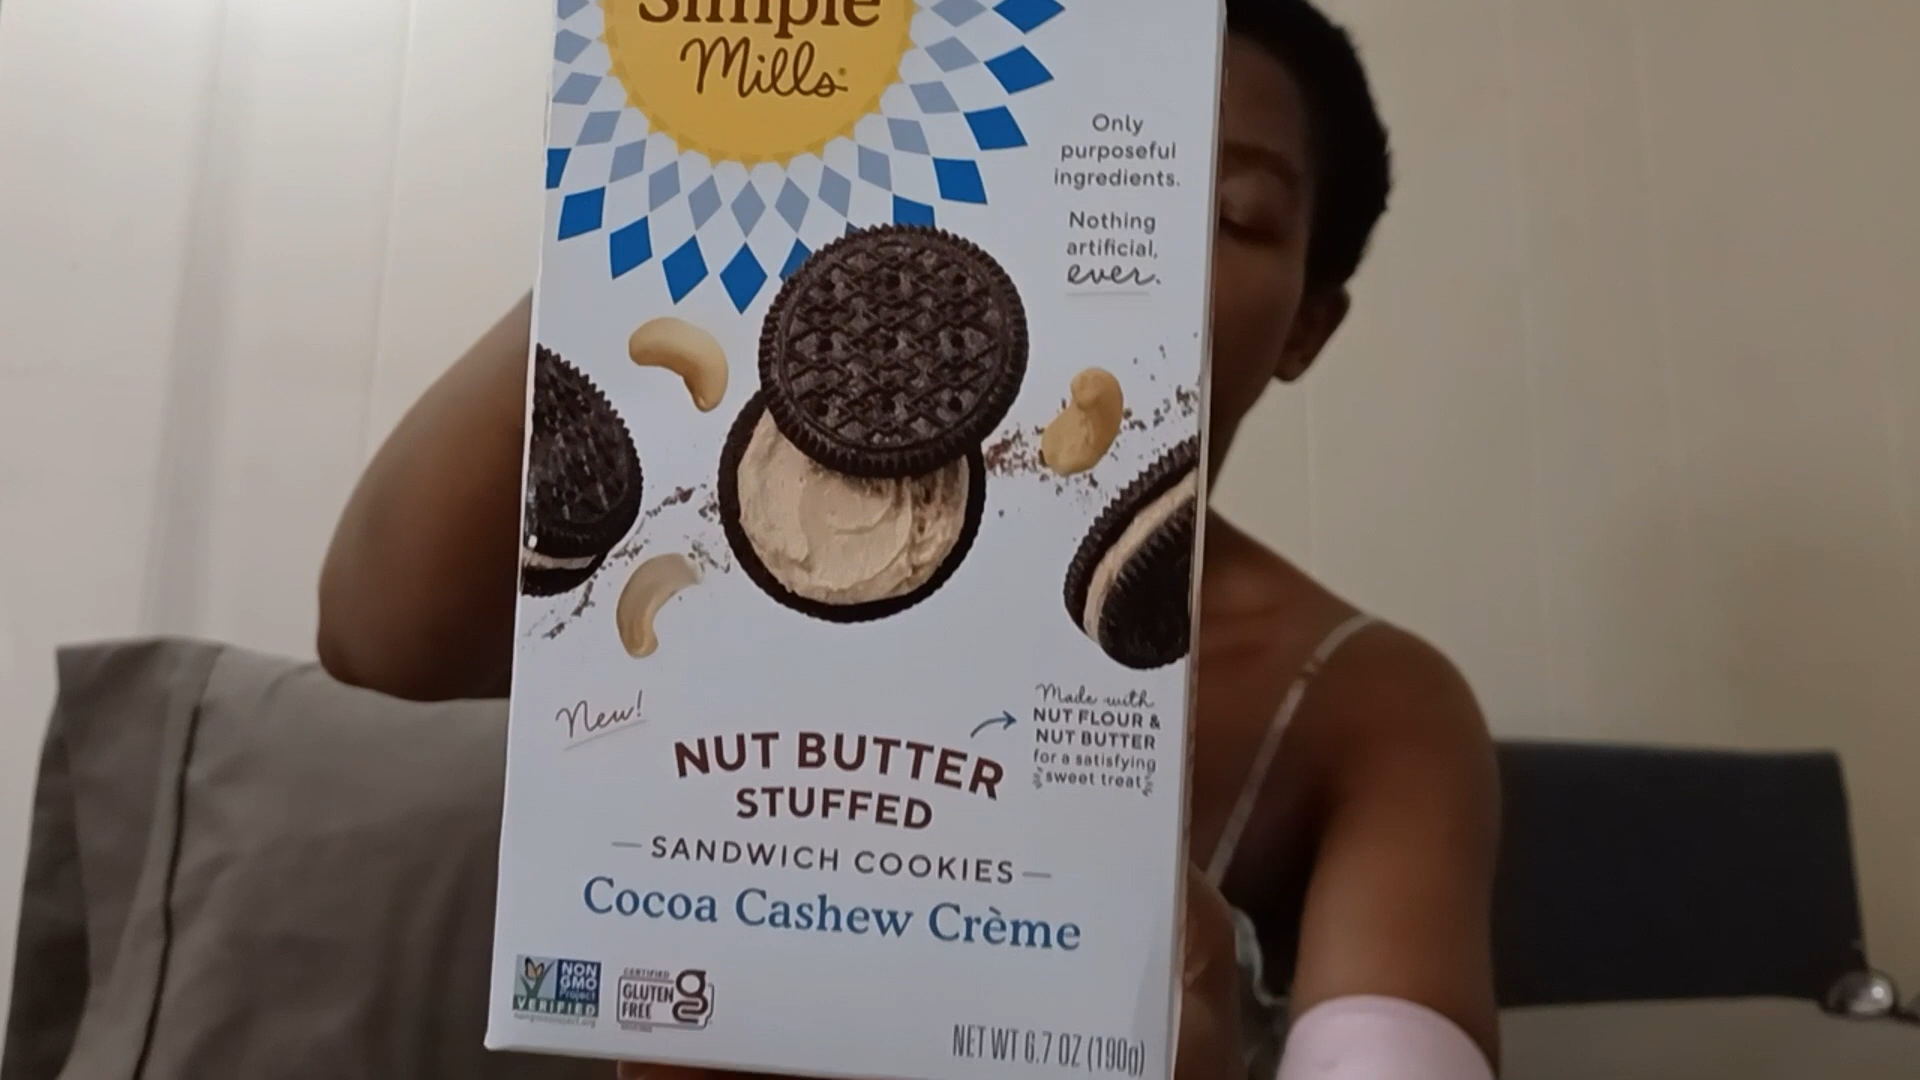 Simple
Mills
Only
purposeful
ingredients.
Nothing
artificial,
ever.
New!
Made with
NUT FLOUR &
NUT BUTTER
for a satisfying
sweet treat
NUT BUTTER
STUFFED
SANDWICH COOKIES
Cocoa Cashew Crème
NON
GMO
Project
VERIFIED
nongmoproject.org
CERTIFIED
GLUTEN
FREE
NET WT 6.7 OZ (190g)